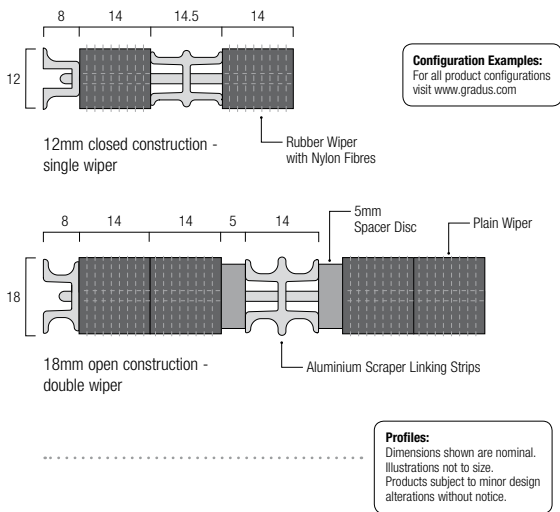 8 14 14.5 14
12
Configuration Examples:
For all product configurations
visit www.gradus.com
12mm closed construction -
single wiper
Rubber Wiper
with Nylon Fibres
8 14 14 5 14
5mm
Spacer Disc
Plain Wiper
18
18mm open construction -
double wiper
Aluminium Scraper Linking Strips
Profiles:
Dimensions shown are nominal.
Illustrations not to size.
Products subject to minor design
alterations without notice.